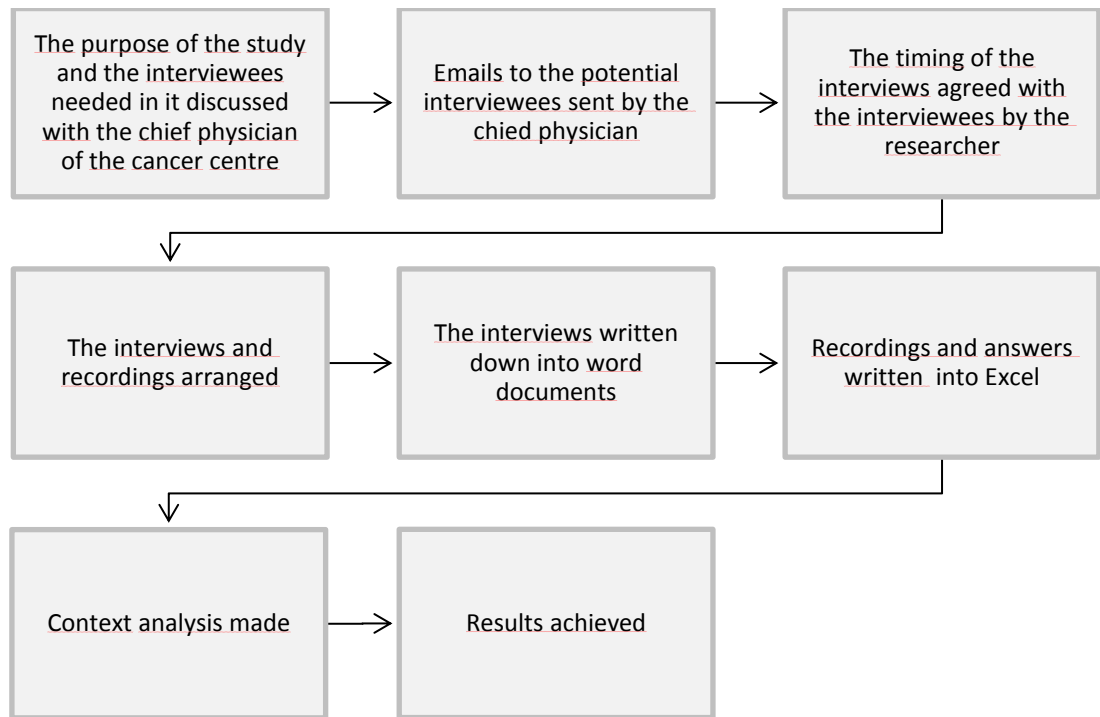 The purpose of the study
and the interviewees
needed in it discussed
with the chief physician
of the cancer centre
Emails to the potential
interviewees sent by the
chied physician
The timing of the
interviews agreed with
the interviewees by the
researcher
The interviews and
recordings arranged
The interviews written
down into word
documents
Recordings and answers
written  into Excel
Context analysis made
Results achieved